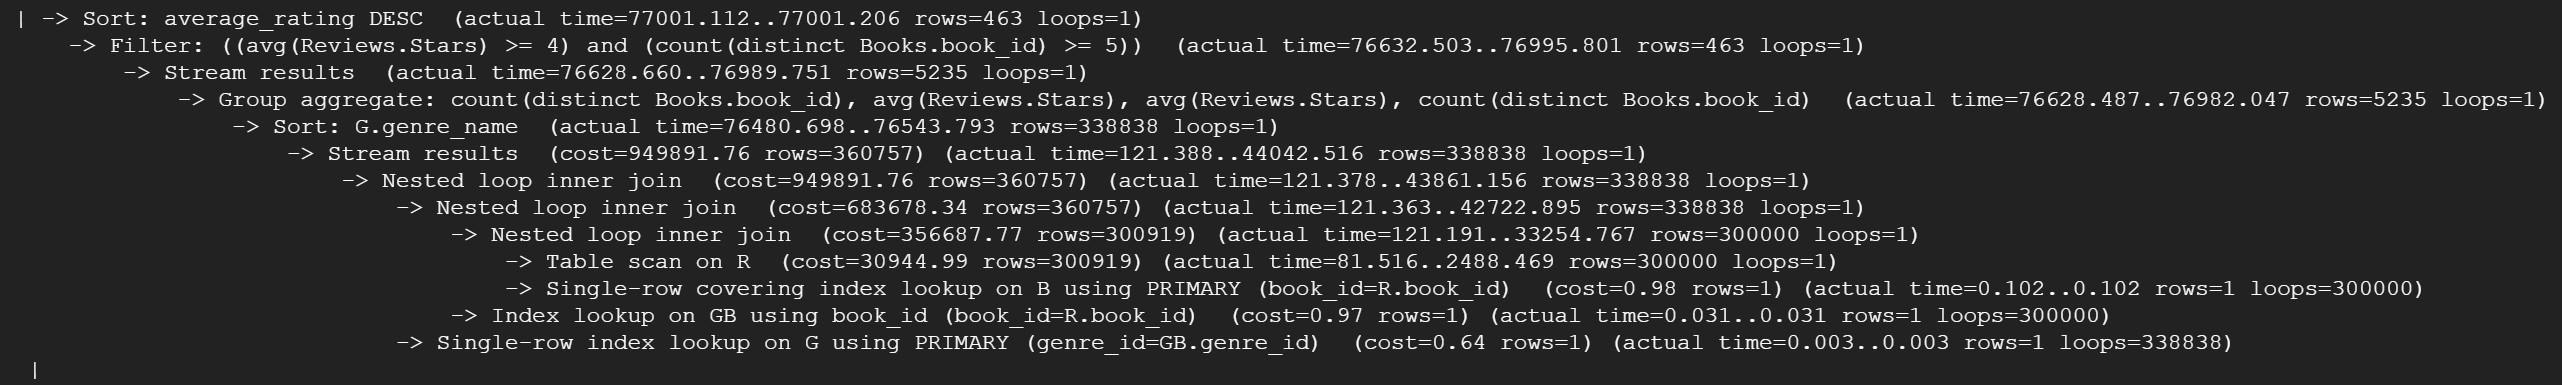 | -> Sort: average_rating DESC  (actual time=77001.112..77001.206 rows=463 loops=1)
    -> Filter: ((avg(Reviews.Stars) >= 4) and (count(distinct Books.book_id) >= 5))  (actual time=76632.503..76995.801 rows=463 loops=1)
        -> Stream results  (actual time=76628.660..76989.751 rows=5235 loops=1)
            -> Group aggregate: count(distinct Books.book_id), avg(Reviews.Stars), avg(Reviews.Stars), count(distinct Books.book_id)  (actual time=76628.487..76982.047 rows=5235 loops=1)
                -> Sort: G.genre_name  (actual time=76480.698..76543.793 rows=338838 loops=1)
                    -> Stream results  (cost=949891.76 rows=360757) (actual time=121.388..44042.516 rows=338838 loops=1)
                        -> Nested loop inner join  (cost=949891.76 rows=360757) (actual time=121.378..43861.156 rows=338838 loops=1)
                            -> Nested loop inner join  (cost=683678.34 rows=360757) (actual time=121.363..42722.895 rows=338838 loops=1)
                                -> Nested loop inner join  (cost=356687.77 rows=300919) (actual time=121.191..33254.767 rows=300000 loops=1)
                                    -> Table scan on R  (cost=30944.99 rows=300919) (actual time=81.516..2488.469 rows=300000 loops=1)
                                    -> Single-row covering index lookup on B using PRIMARY (book_id=R.book_id)  (cost=0.98 rows=1) (actual time=0.102..0.102 rows=1 loops=300000)
                                -> Index lookup on GB using book_id (book_id=R.book_id)  (cost=0.97 rows=1) (actual time=0.031..0.031 rows=1 loops=300000)
                            -> Single-row index lookup on G using PRIMARY (genre_id=GB.genre_id)  (cost=0.64 rows=1) (actual time=0.003..0.003 rows=1 loops=338838)
 |